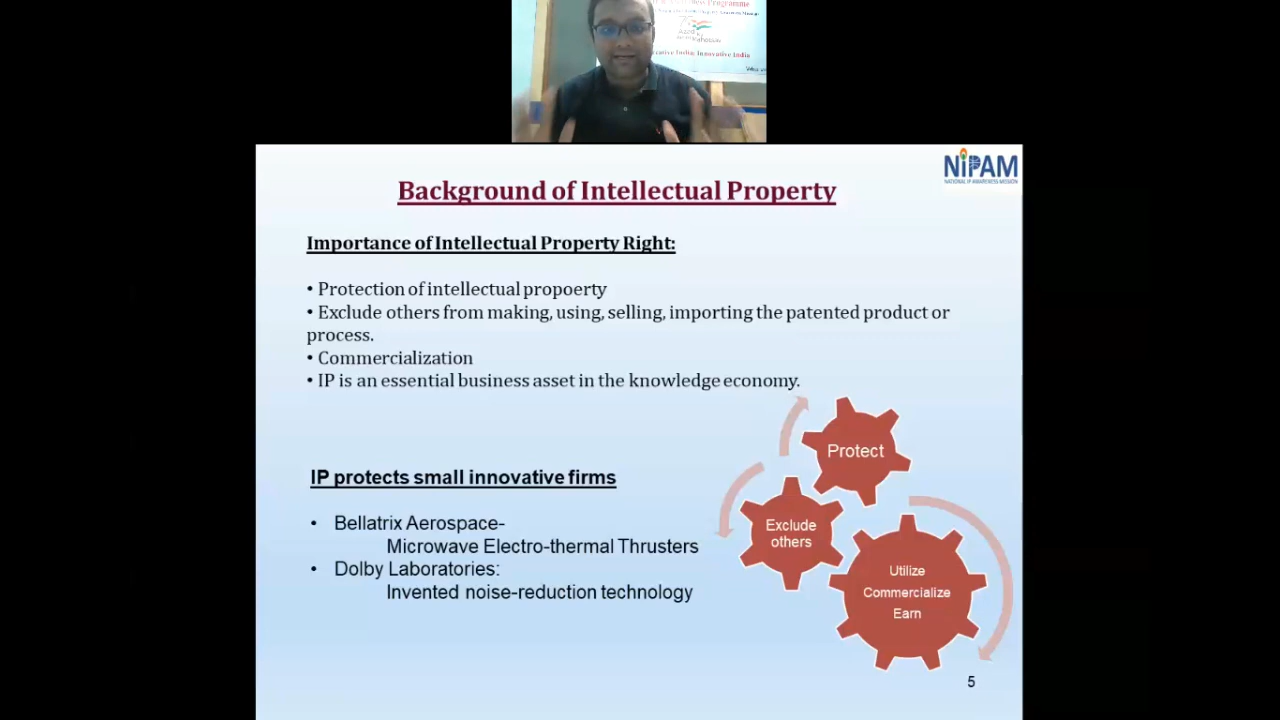 Programme
Innovative India
NiPAM
NATIONAL IP AWARENESS MISSION
Background of Intellectual Property
Importance of Intellectual Property Right:
• Protection of intellectual propoerty
• Exclude others from making, using, selling, importing the patented product or
process.
• Commercialization
• IP is an essential business asset in the knowledge economy.
IP protects small innovative firms
• Bellatrix Aerospace-
Microwave Electro-thermal Thrusters
• Dolby Laboratories:
Invented noise-reduction technology
Protect
Exclude
others
Utilize
Commercialize
Earn
5